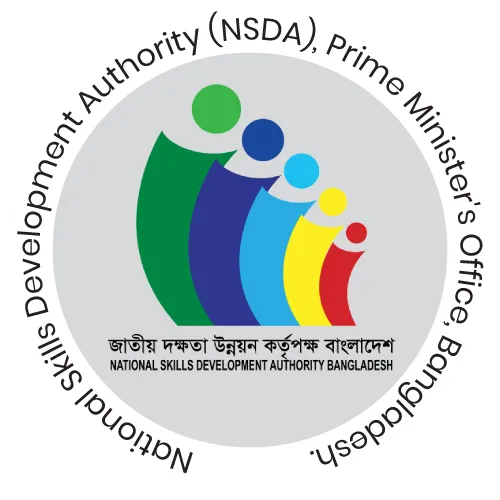 National Skills Development Authority (NSDA), Prime Minister's Office, Bangladesh.
জাতীয় দক্ষতা উন্নয়ন কর্তৃপক্ষ বাংলাদেশ
NATIONAL SKILLS DEVELOPMENT AUTHORITY BANGLADESH